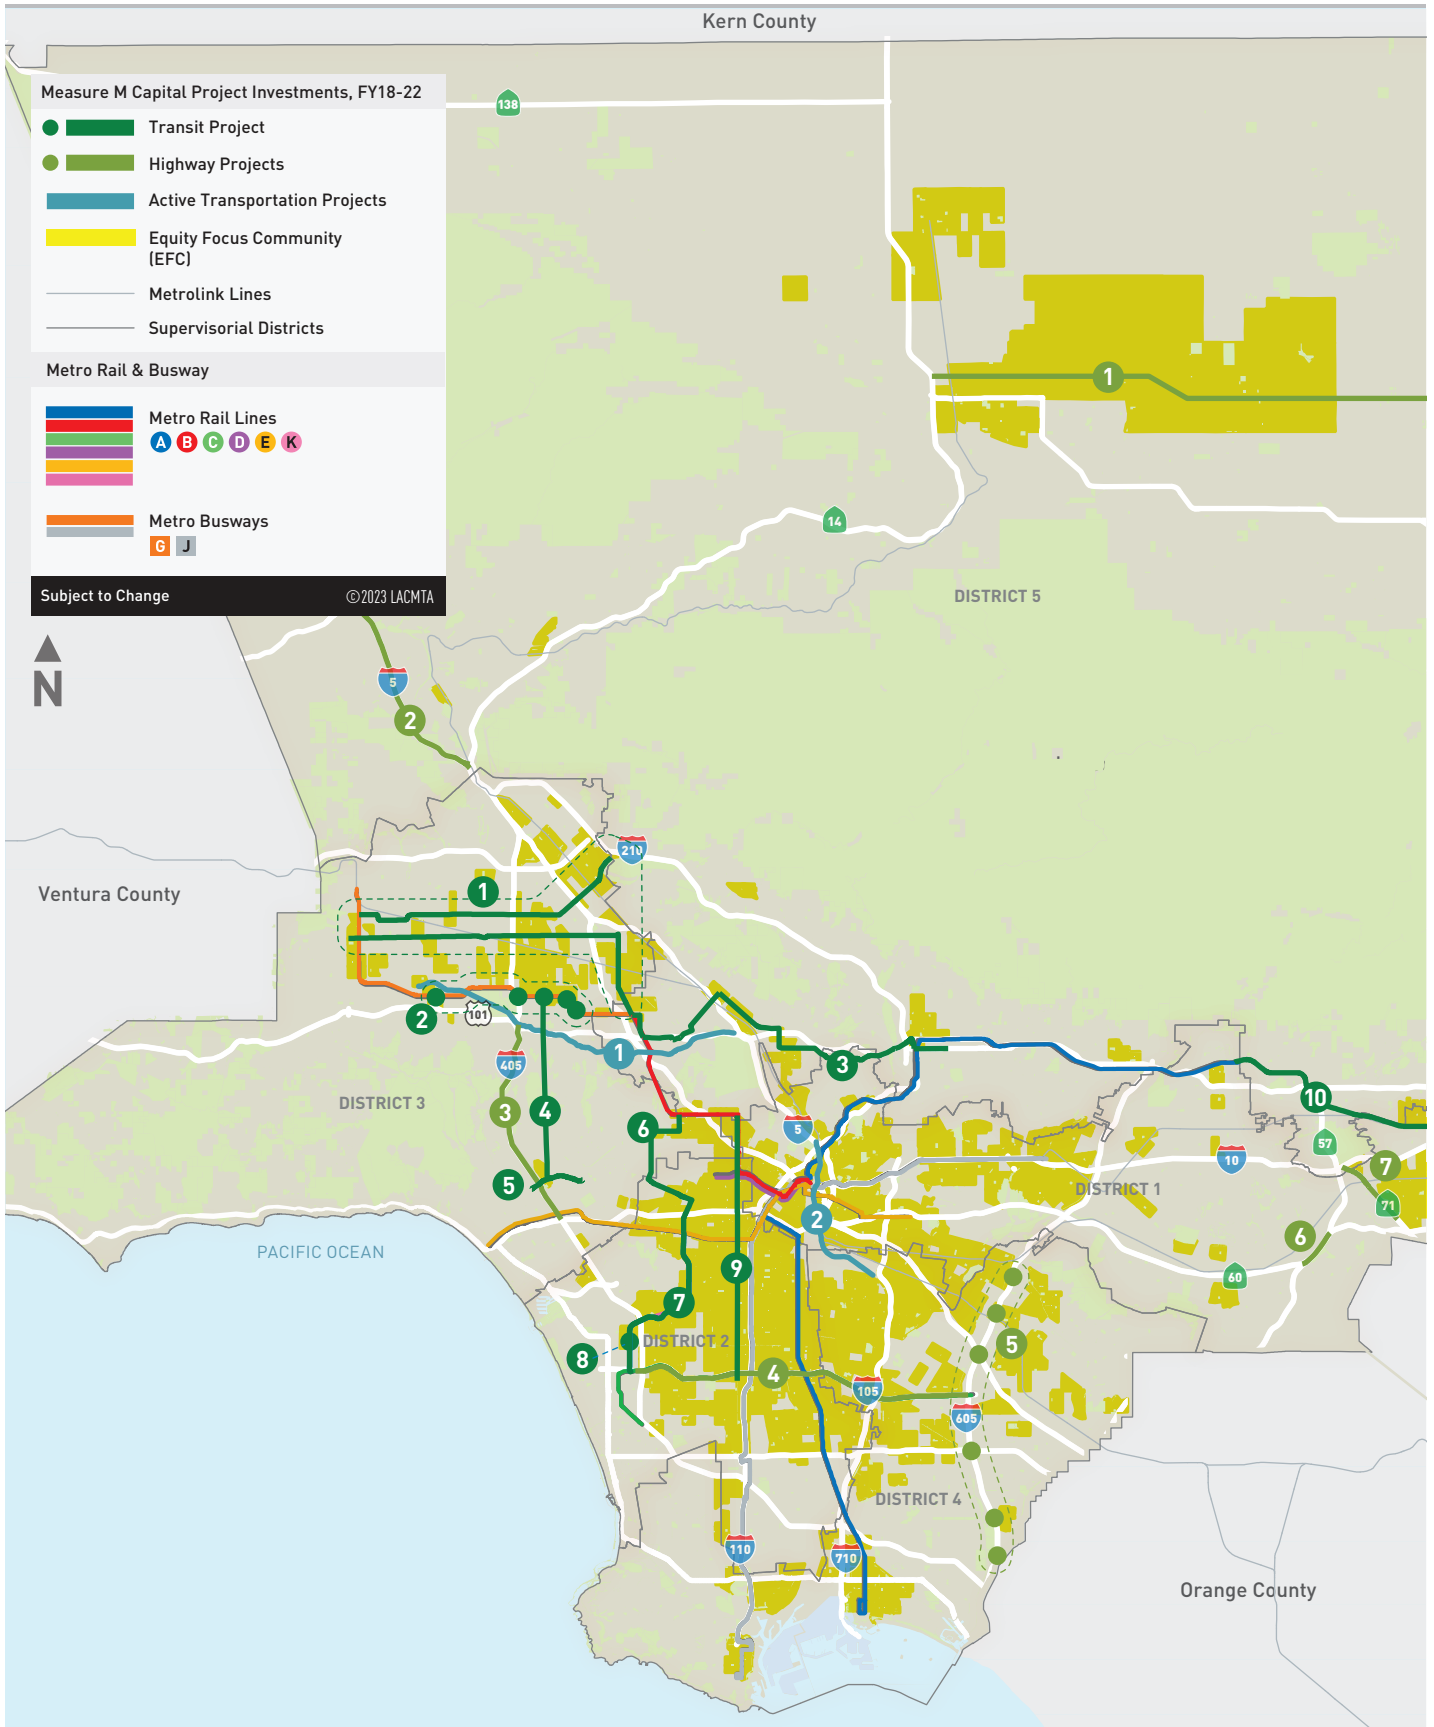 Kern County
Measure M Capital Project Investments, FY18-22
Transit Project
Highway Projects
Active Transportation Projects
Equity Focus Community
(EFC)
Metrolink Lines
Supervisorial Districts
Metro Rail & Busway
Metro Rail Lines
A B C D E K
Metro Busways
G J
Subject to Change ©2023 LACMTA
N
138
1
14
DISTRICT 5
5
2
210
Ventura County
1
2
101
1
3
405
DISTRICT 3
3
4
6
5
10
57
10
7
5
DISTRICT 1
71
2
6
PACIFIC OCEAN
9
60
7
DISTRICT 2
5
8
4
105
605
DISTRICT 4
110
710
Orange County